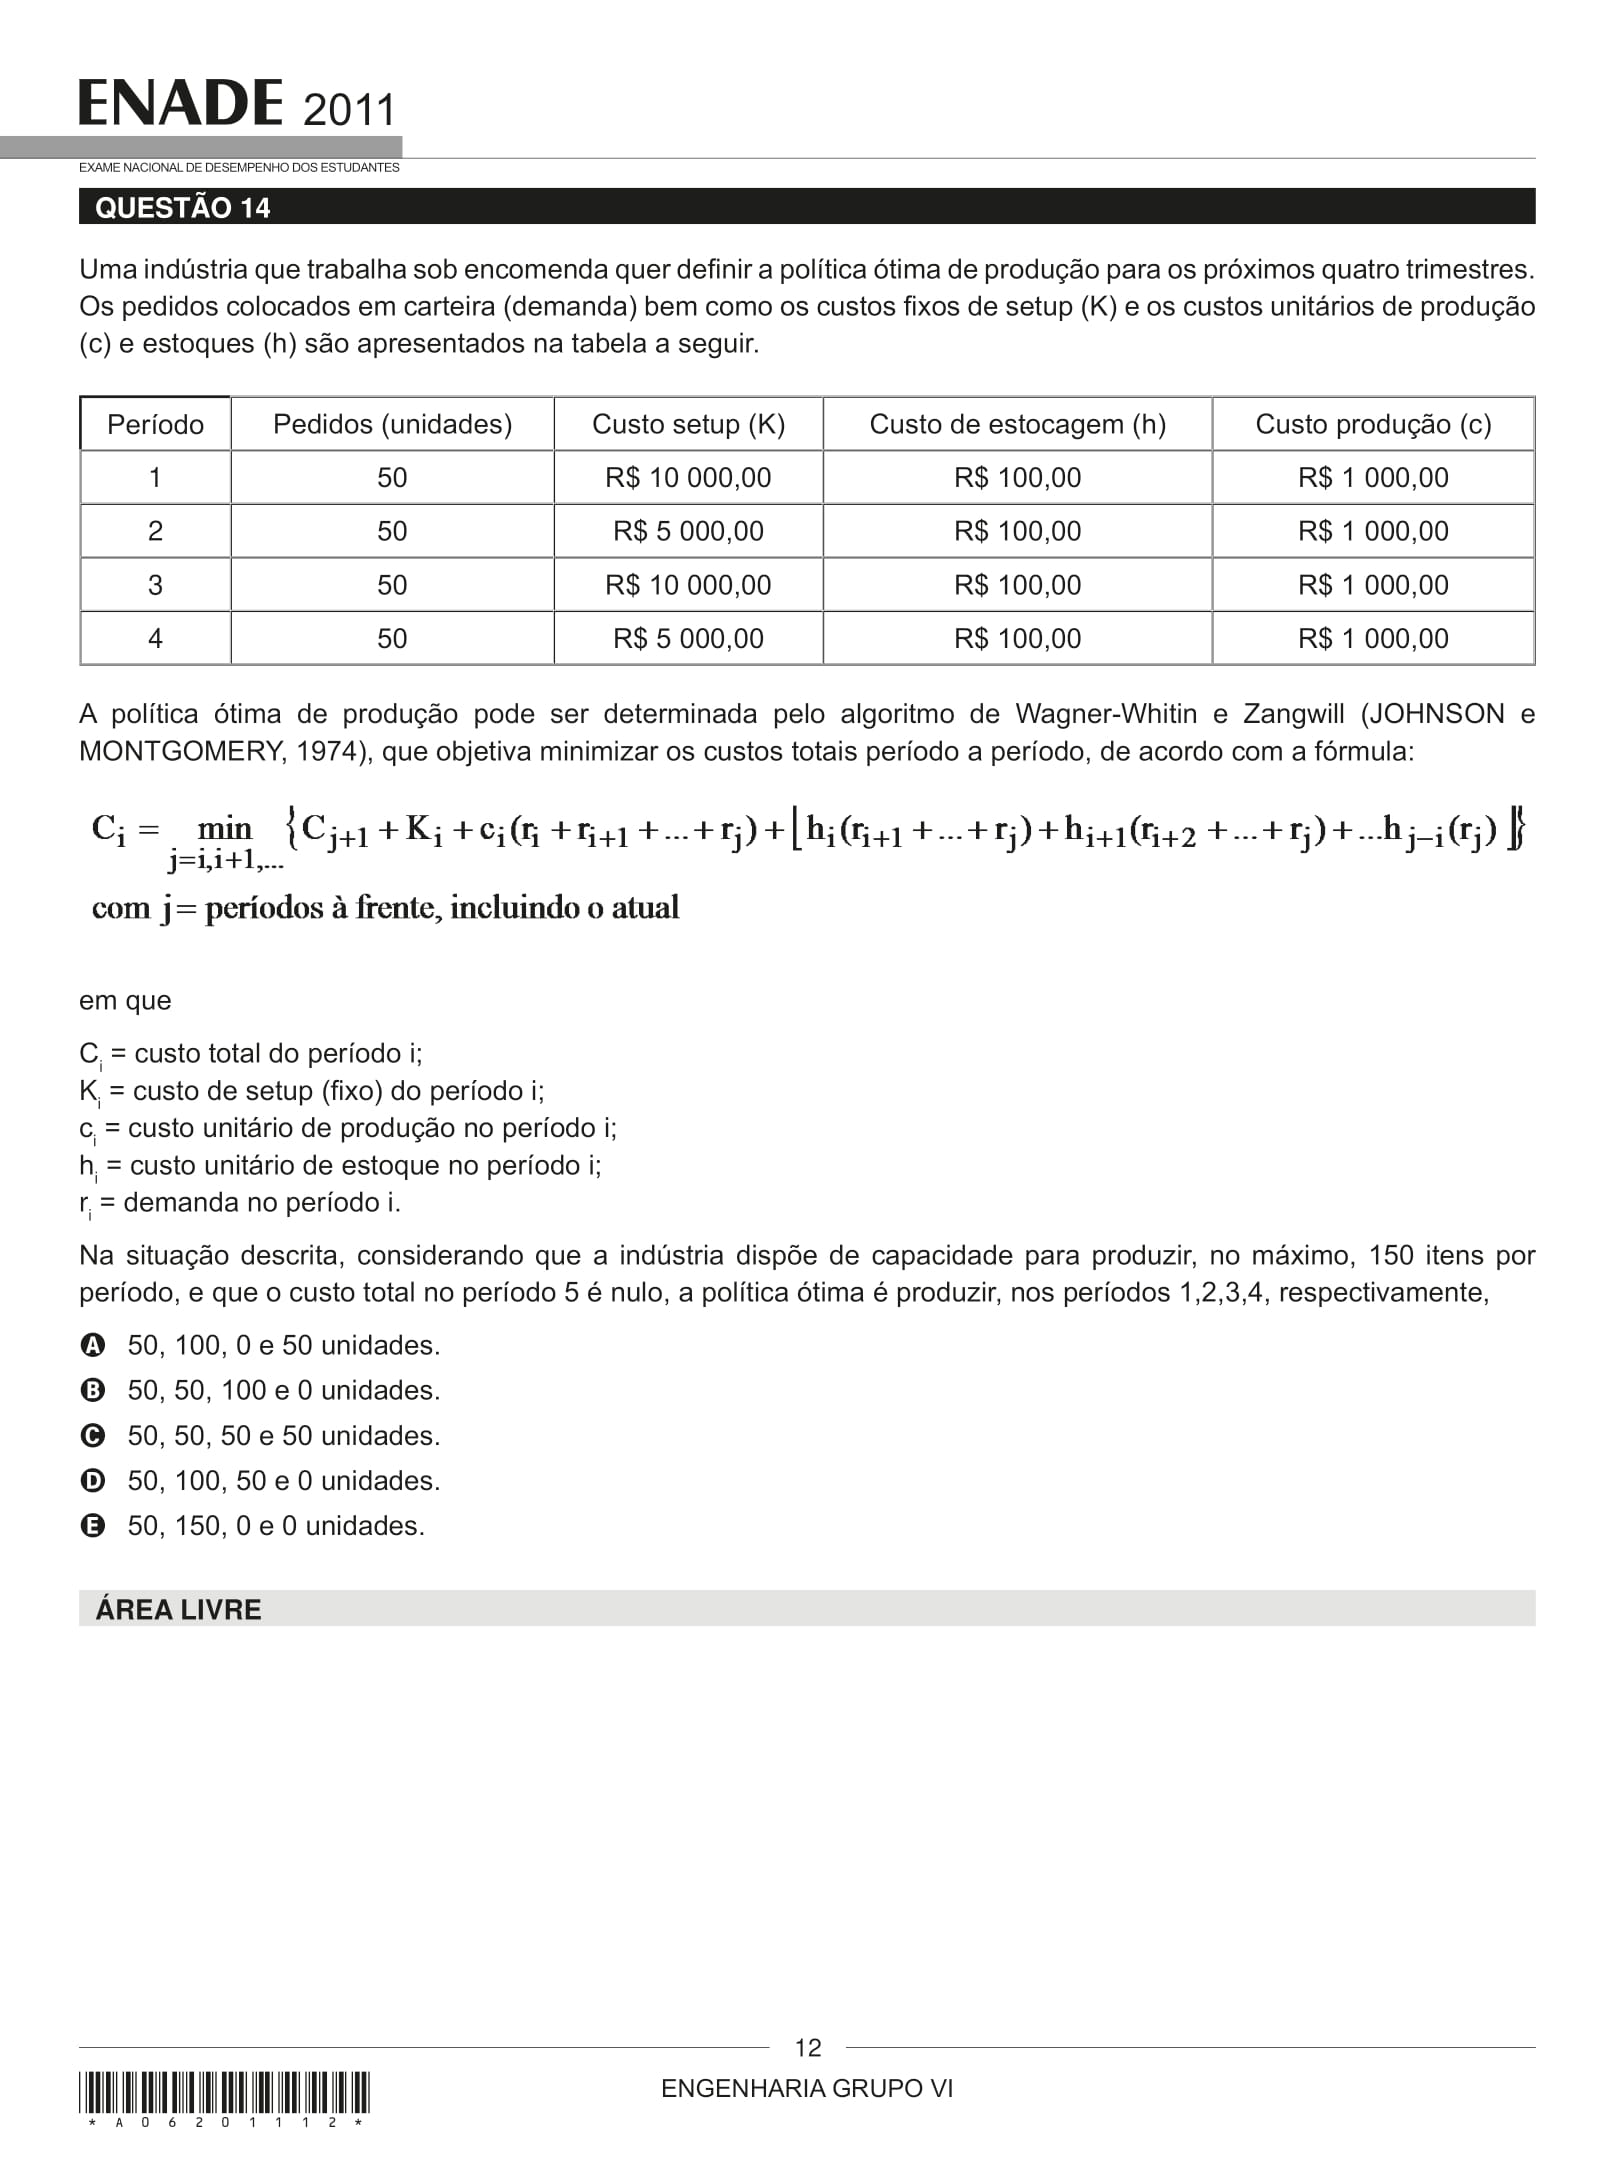 ENADE 2011
EXAME NACIONAL DE DESEMPENHO DOS ESTUDANTES
QUESTÃO 14
Uma indústria que trabalha sob encomenda quer definir a política ótima de produção para os próximos quatro trimestres.
Os pedidos colocados em carteira (demanda) bem como os custos fixos de setup (K) e os custos unitários de produção
(c) e estoques (h) são apresentados na tabela a seguir.
Período Pedidos (unidades) Custo setup (K) Custo de estocagem (h) Custo produção (c)
1 50 R$ 10 000,00 R$ 100,00 R$ 1 000,00
2 50 R$ 5 000,00 R$ 100,00 R$ 1 000,00
3 50 R$ 10 000,00 R$ 100,00 R$ 1 000,00
4 50 R$ 5 000,00 R$ 100,00 R$ 1 000,00
A política ótima de produção pode ser determinada pelo algoritmo de Wagner-Whitin e Zangwill (JOHNSON e
MONTGOMERY, 1974), que objetiva minimizar os custos totais período a período, de acordo com a fórmula:
C_i = min {C_j+1 + K_i + c_i(r_i + r_i+1 + ... + r_j) + ⌊h_i(r_i+1 + ... + r_j) + h_i+1(r_i+2 + ... + r_j) + ...h_j–i(r_j)⌋}
j=i,i+1,...
com j= períodos à frente, incluindo o atual
em que
C_i = custo total do período i;
K_i = custo de setup (fixo) do período i;
c_i = custo unitário de produção no período i;
h_i = custo unitário de estoque no período i;
r_i = demanda no período i.
Na situação descrita, considerando que a indústria dispõe de capacidade para produzir, no máximo, 150 itens por
período, e que o custo total no período 5 é nulo, a política ótima é produzir, nos períodos 1,2,3,4, respectivamente,
A 50, 100, 0 e 50 unidades.
B 50, 50, 100 e 0 unidades.
C 50, 50, 50 e 50 unidades.
D 50, 100, 50 e 0 unidades.
E 50, 150, 0 e 0 unidades.
ÁREA LIVRE
12
ENGENHARIA GRUPO VI
* A 0 6 2 0 1 1 1 2 *